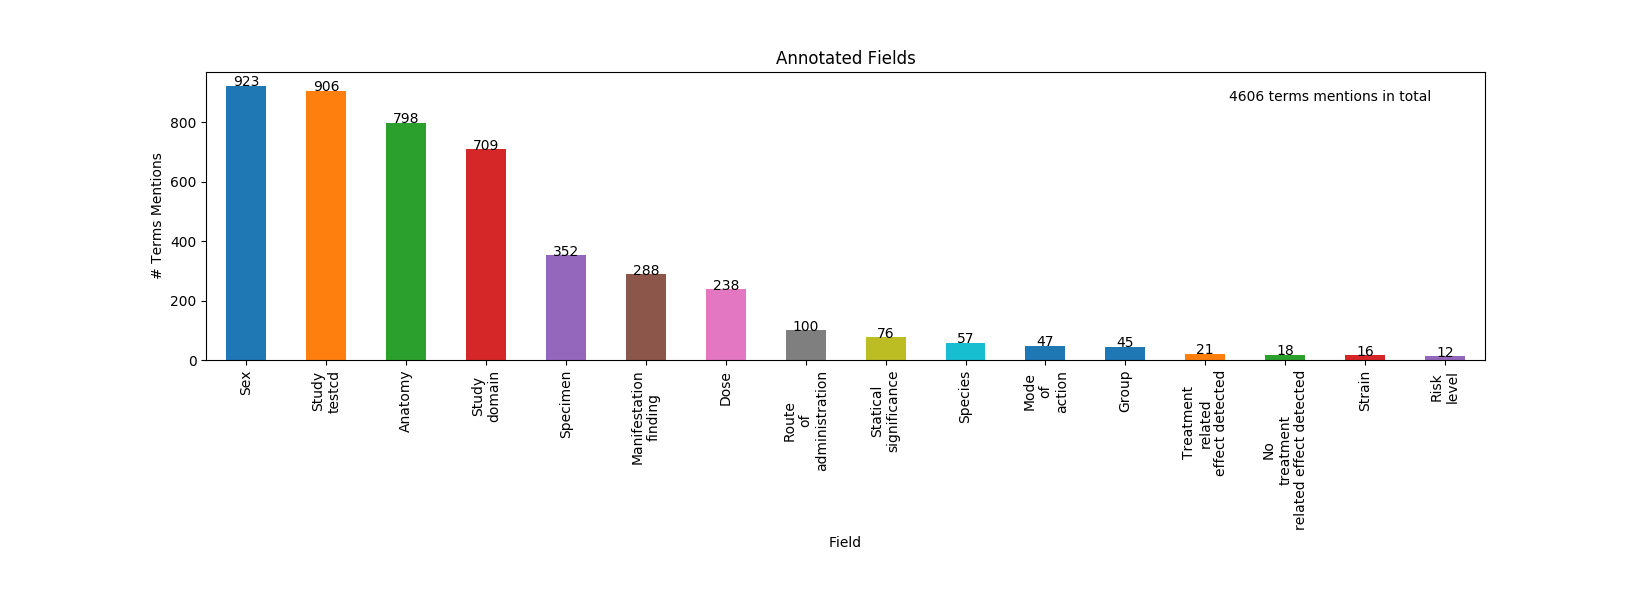 Annotated Fields
4606 terms mentions in total
# Terms Mentions
800
600
400
200
0
923
906
798
709
352
288
238
100
76
57
47
45
21
18
16
12
Sex
Study
testcd
Anatomy
Study
domain
Specimen
Manifestation
finding
Dose
Route
of
administration
Statical
significance
Species
Mode
of
action
Group
Treatment
related
effect detected
No
treatment
related effect detected
Strain
Risk
level
Field